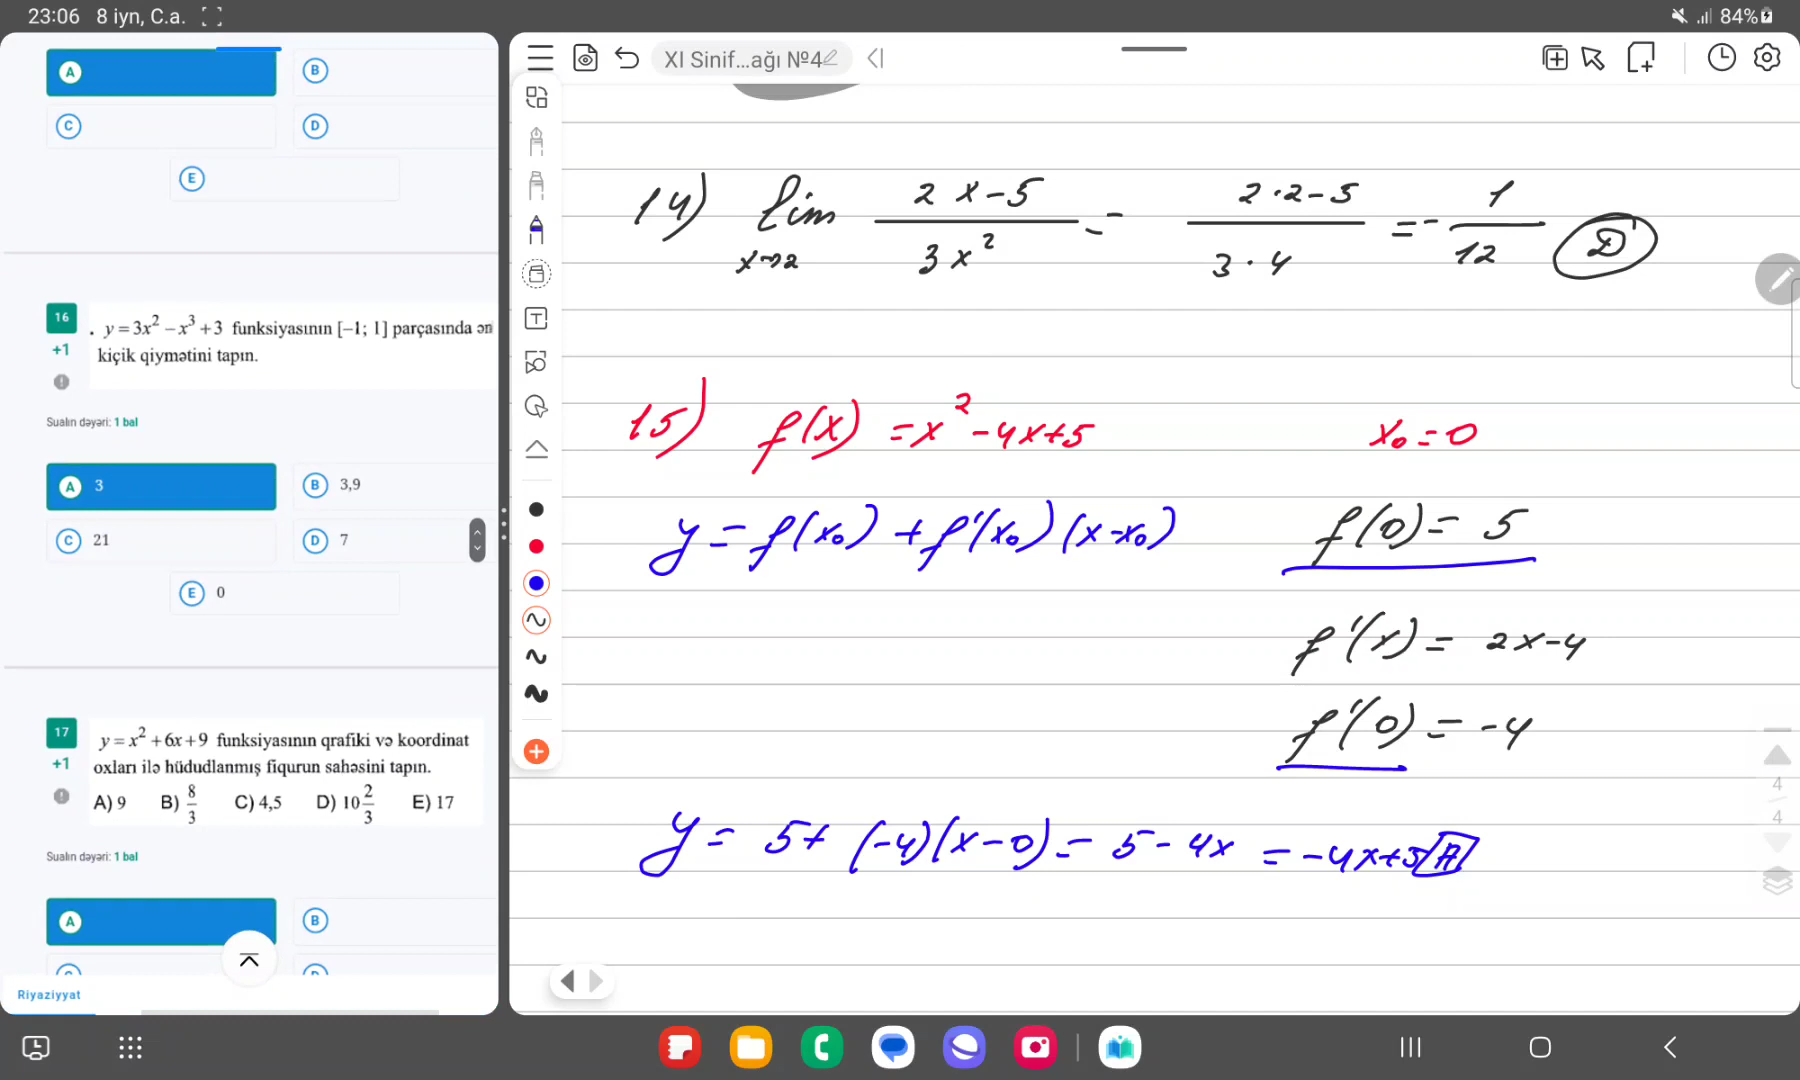 23:06 8 iyn, C.a. 84%
A B
C D
E
16
+1
. y = 3x² – x³ + 3 funksiyasının [–1; 1] parçasında ən
kiçik qiymətini tapın.
Sualın dəyəri: 1 bal
A 3 B 3,9
C 21 D 7
E 0
17
+1
y = x² + 6x + 9 funksiyasının qrafiki və koordinat
oxları ilə hüdudlanmış fiqurun sahəsini tapın.
A) 9 B) 8/3 C) 4,5 D) 10 2/3 E) 17
Sualın dəyəri: 1 bal
A B
Riyaziyyat
XI Sinif...ağı №4
14) lim x→2 (2x-5)/(3x²) = (2·2-5)/(3·4) = - 1/12 D
15) f(x) = x² - 4x + 5 x₀ = 0
y = f(x₀) + f'(x₀)(x-x₀) f(0) = 5
f'(x) = 2x-4
f'(0) = -4
y = 5 + (-4)(x-0) = 5 - 4x = -4x+5 A
4
4